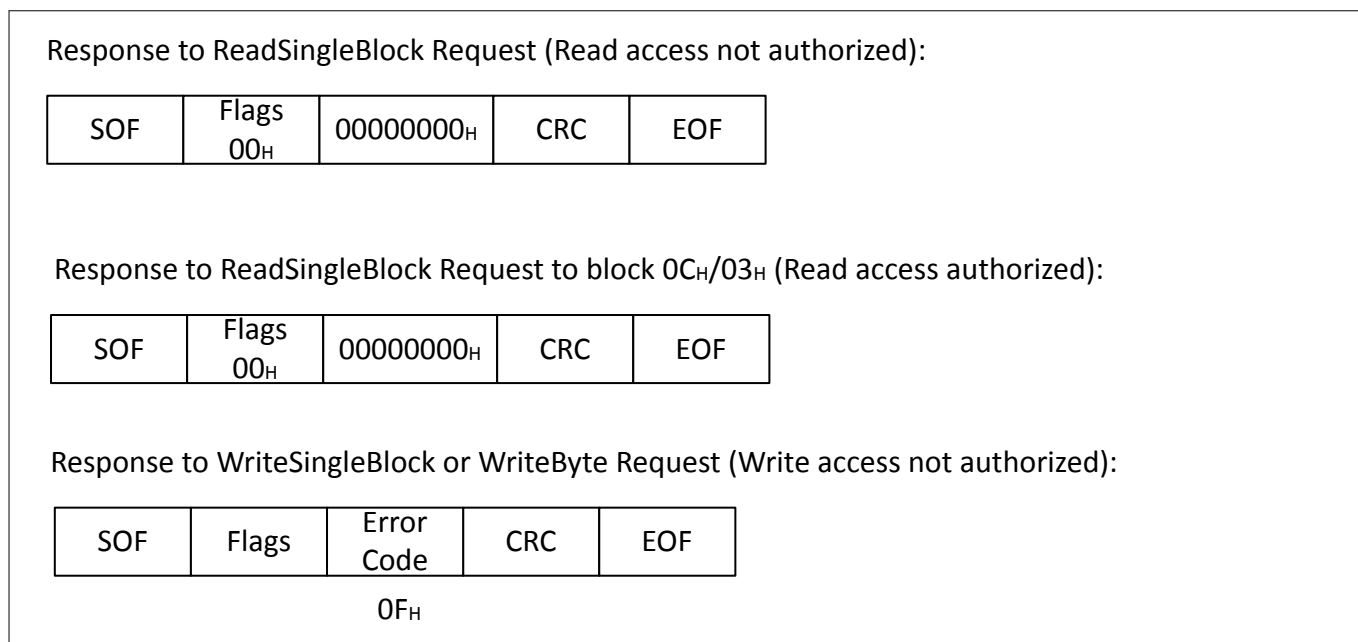 Response to ReadSingleBlock Request (Read access not authorized):
SOF Flags 00H 00000000H CRC EOF
Response to ReadSingleBlock Request to block 0CH/03H (Read access authorized):
SOF Flags 00H 00000000H CRC EOF
Response to WriteSingleBlock or WriteByte Request (Write access not authorized):
SOF Flags Error Code CRC EOF
0FH